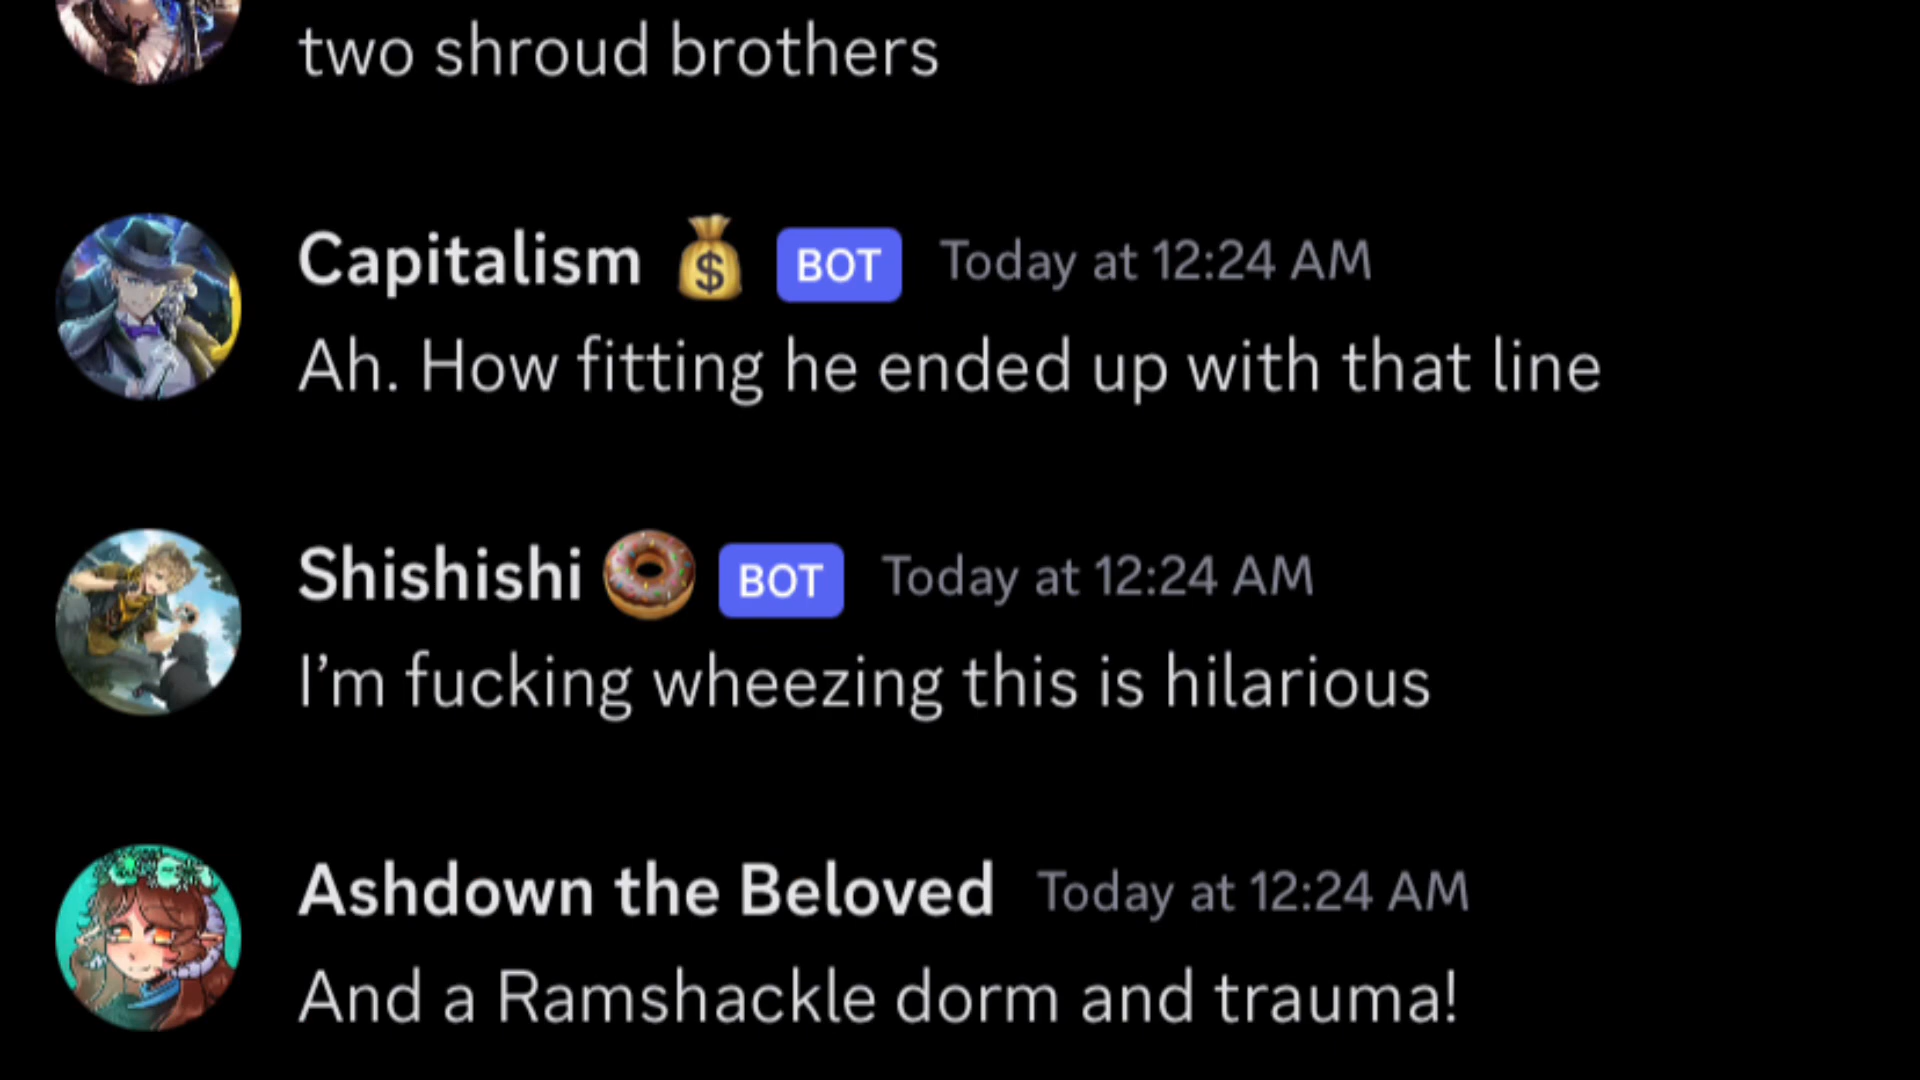 two shroud brothers
Capitalism 💰 BOT Today at 12:24 AM
Ah. How fitting he ended up with that line
Shishishi 🍩 BOT Today at 12:24 AM
I’m fucking wheezing this is hilarious
Ashdown the Beloved Today at 12:24 AM
And a Ramshackle dorm and trauma!